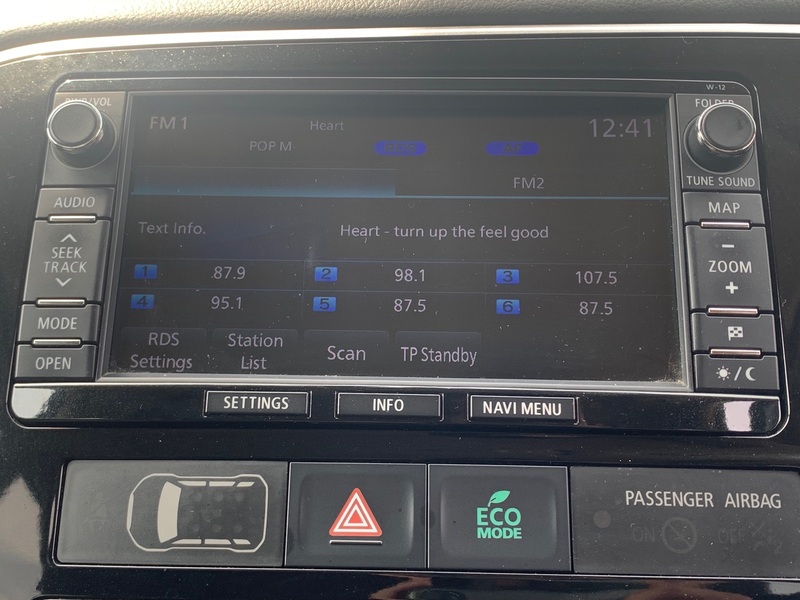 W-12
PWR/VOL
FOLDER
FM 1
Heart
12:41
POP M
TUNE SOUND
FM2
AUDIO
MAP
Text Info.
Heart - turn up the feel good
SEEK
TRACK
− 
ZOOM
+
1 87.9 2 98.1 3 107.5
4 95.1 5 87.5 6 87.5
MODE
OPEN
RDS
Settings
Station
List
Scan
TP Standby
SETTINGS
INFO
NAVI MENU
ECO
MODE
PASSENGER AIRBAG
ON
OFF